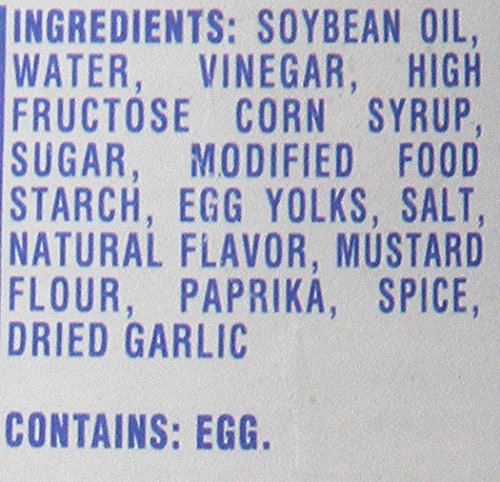 INGREDIENTS: SOYBEAN OIL,
WATER, VINEGAR, HIGH
FRUCTOSE CORN SYRUP,
SUGAR, MODIFIED FOOD
STARCH, EGG YOLKS, SALT,
NATURAL FLAVOR, MUSTARD
FLOUR, PAPRIKA, SPICE,
DRIED GARLIC
CONTAINS: EGG.